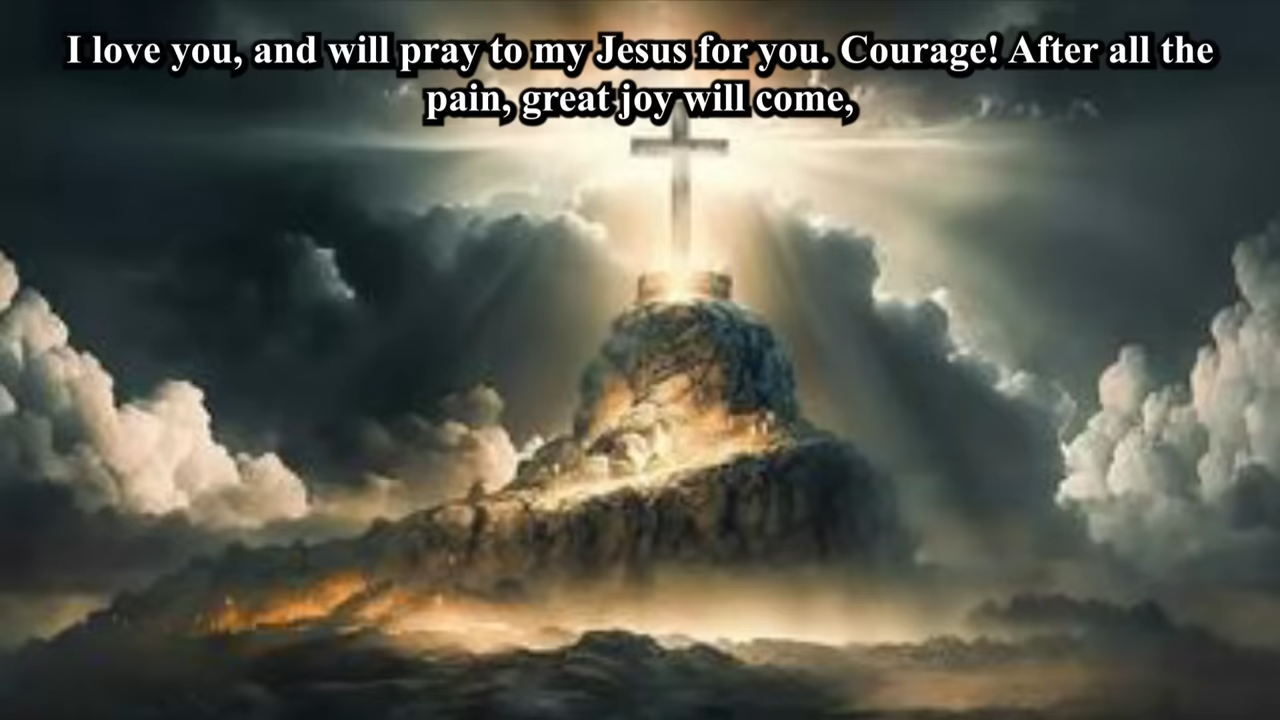 I love you, and will pray to my Jesus for you. Courage! After all the
pain, great joy will come,